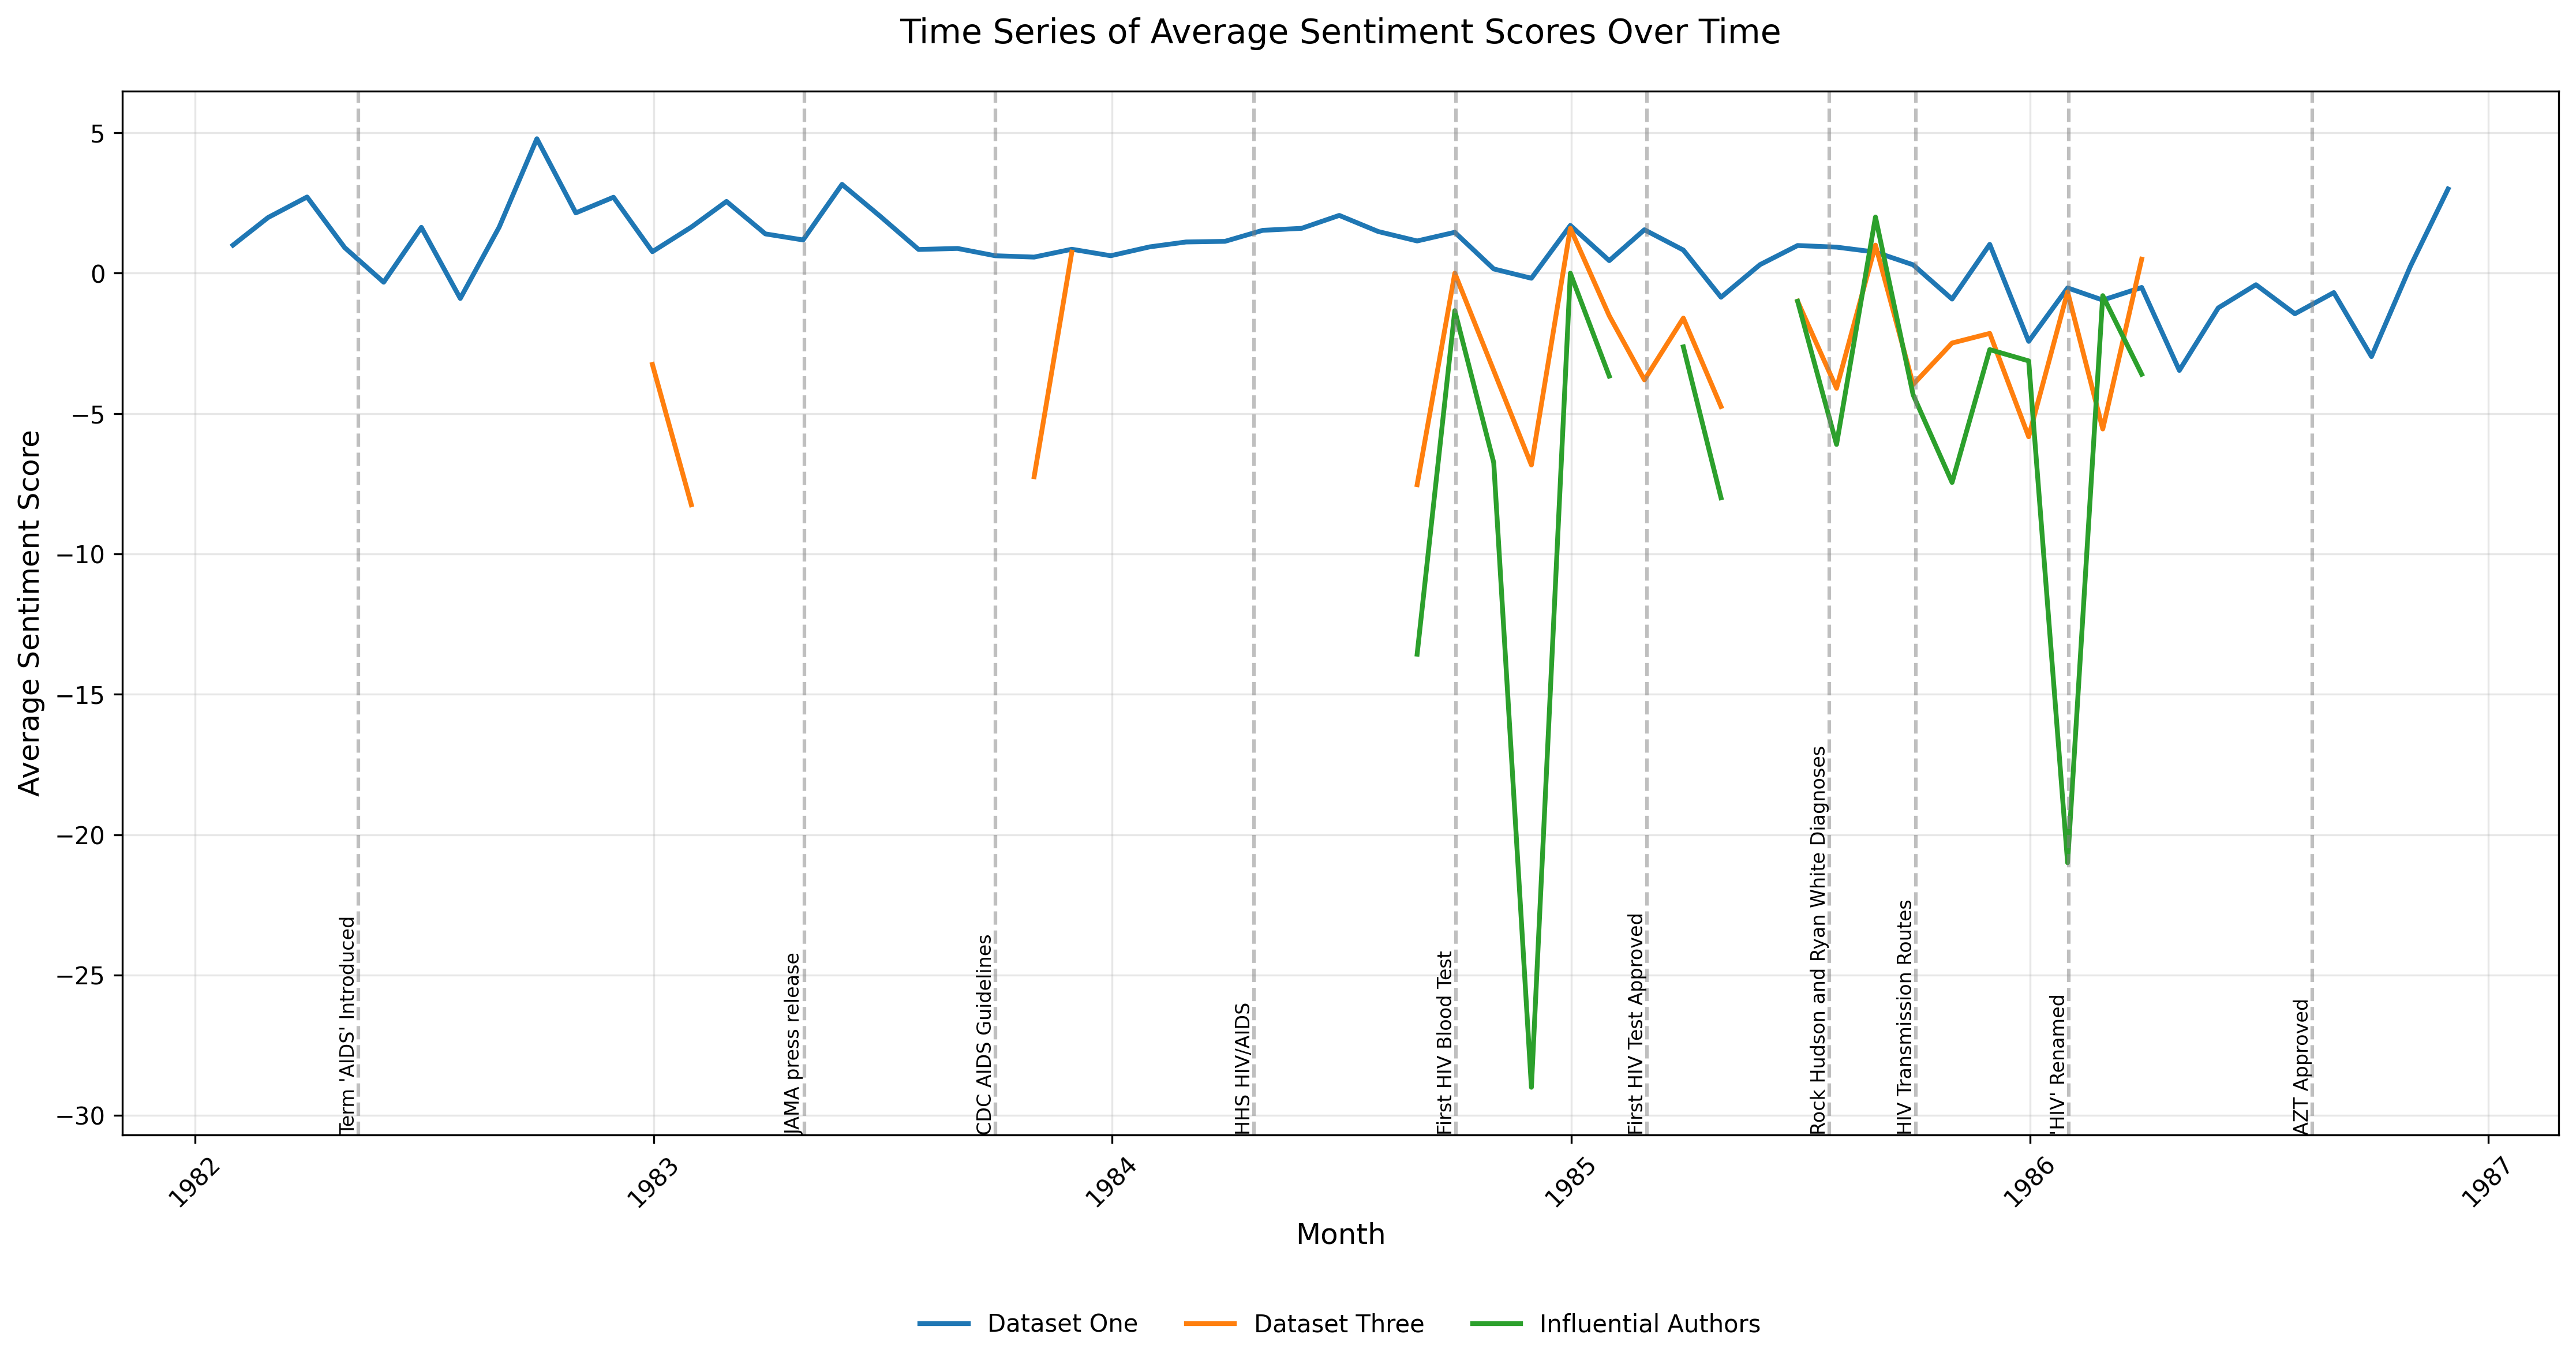 Time Series of Average Sentiment Scores Over Time
Average Sentiment Score
5
0
−5
−10
−15
−20
−25
−30
Term 'AIDS' Introduced
JAMA press release
CDC AIDS Guidelines
HHS HIV/AIDS
First HIV Blood Test
First HIV Test Approved
Rock Hudson and Ryan White Diagnoses
HIV Transmission Routes
'HIV' Renamed
AZT Approved
1982
1983
1984
1985
1986
1987
Month
Dataset One
Dataset Three
Influential Authors